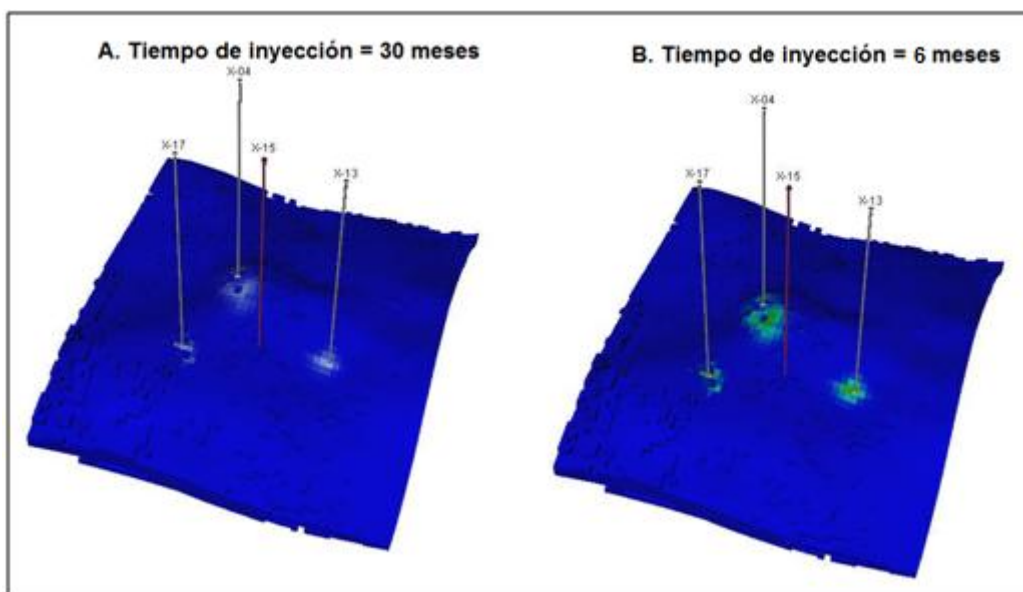 A. Tiempo de inyección = 30 meses
X-04
X-17
X-15
X-13
B. Tiempo de inyección = 6 meses
X-04
X-17
X-15
X-13